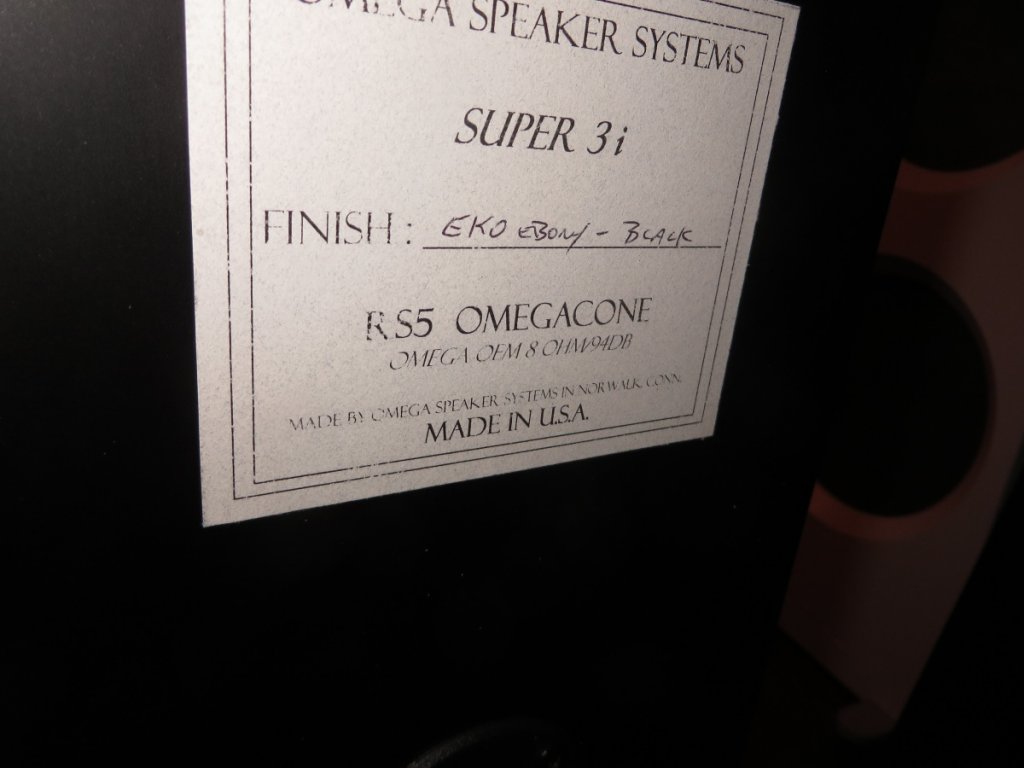 OMEGA SPEAKER SYSTEMS
SUPER 3i
FINISH: EKO EBONY - BLACK
RS5 OMEGACONE
OMEGA OEM 8 OHM/94DB
MADE BY OMEGA SPEAKER SYSTEMS IN NORWALK, CONN.
MADE IN U.S.A.